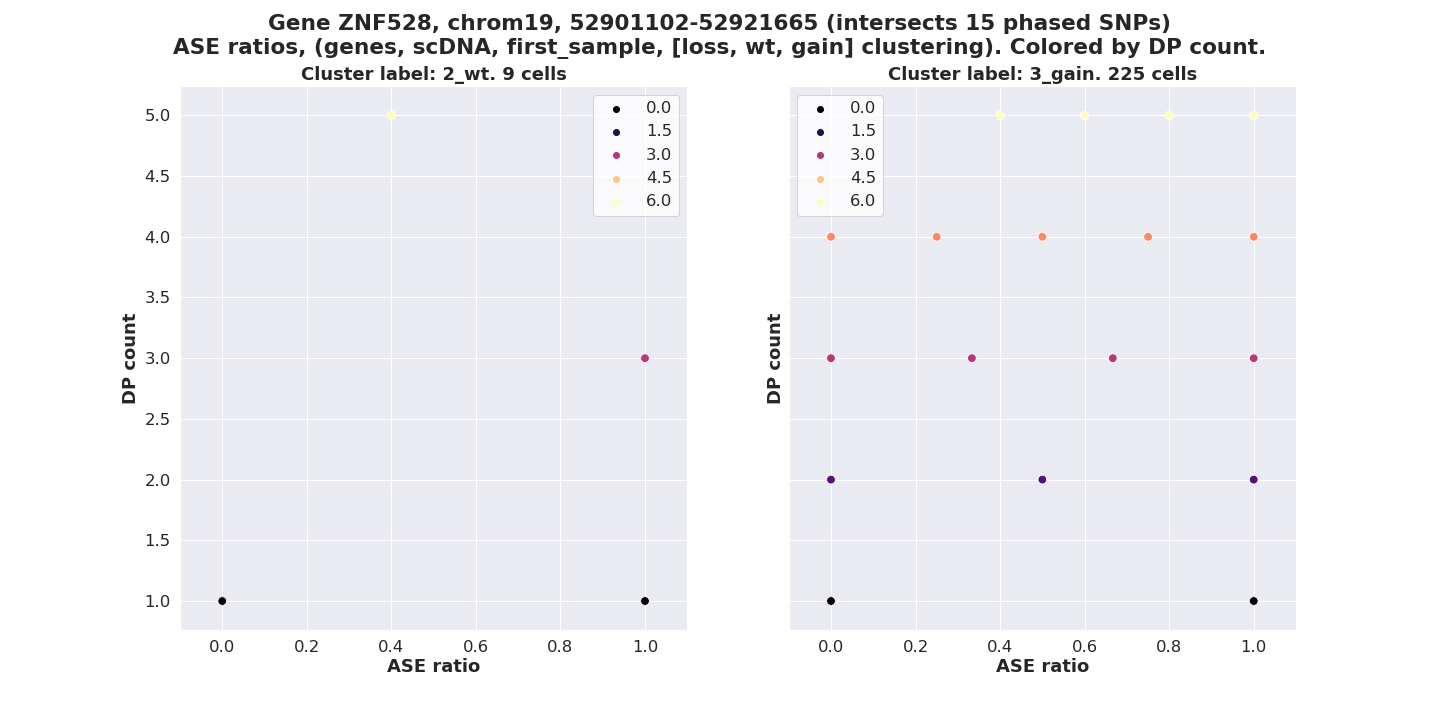 Gene ZNF528, chrom19, 52901102-52921665 (intersects 15 phased SNPs)
ASE ratios, (genes, scDNA, first_sample, [loss, wt, gain] clustering). Colored by DP count.
Cluster label: 2_wt. 9 cells
5.0
4.5
4.0
3.5
3.0
2.5
2.0
1.5
1.0
DP count
0.0
1.5
3.0
4.5
6.0
0.0 0.2 0.4 0.6 0.8 1.0
ASE ratio
Cluster label: 3_gain. 225 cells
DP count
0.0
1.5
3.0
4.5
6.0
0.0 0.2 0.4 0.6 0.8 1.0
ASE ratio